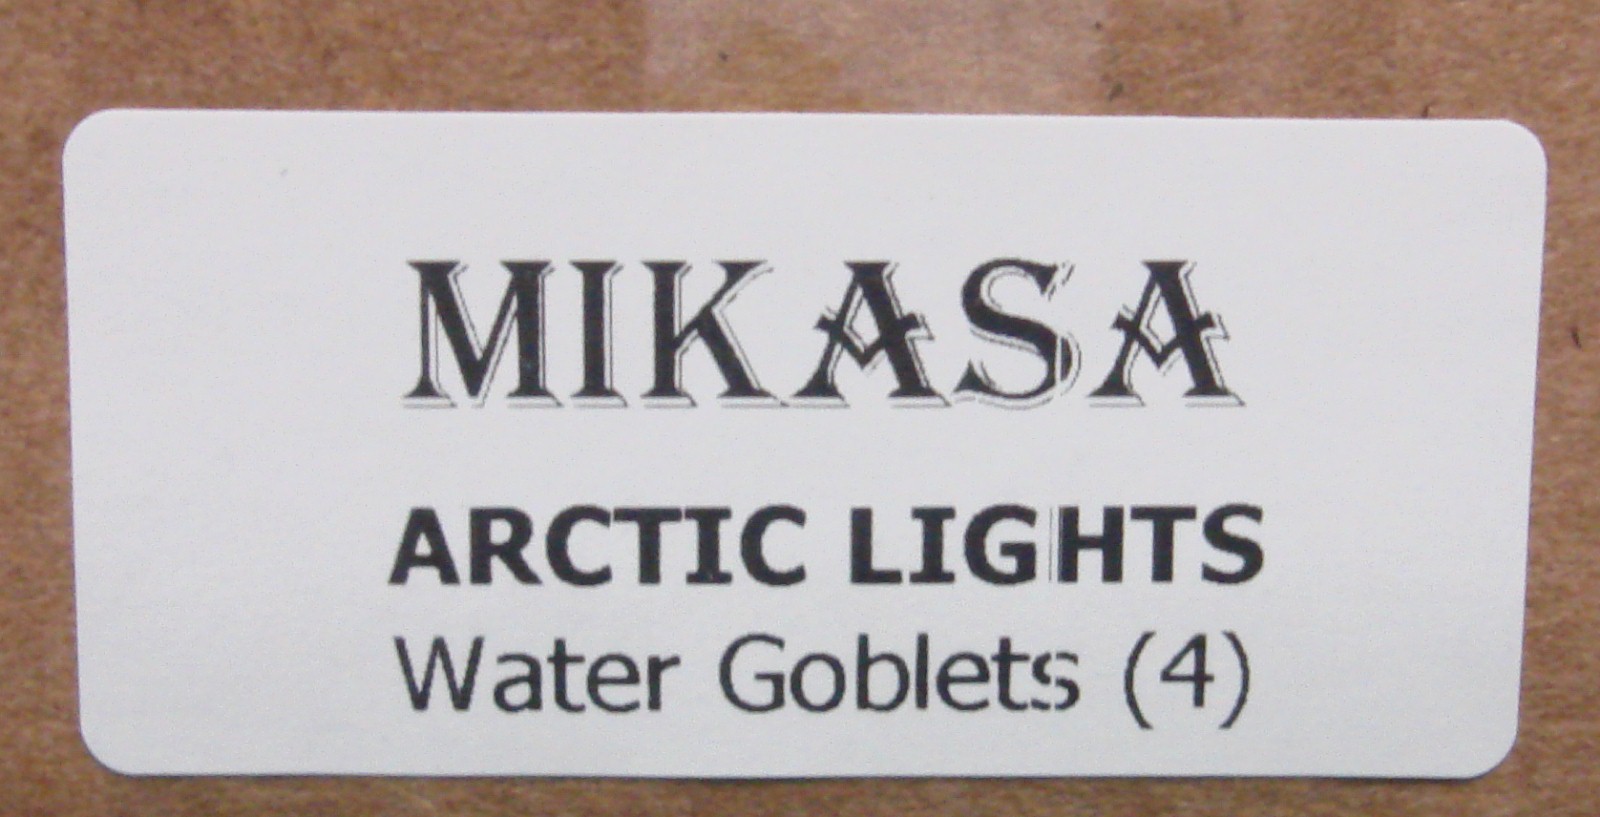 MIKASA
ARCTIC LIGHTS
Water Goblets (4)